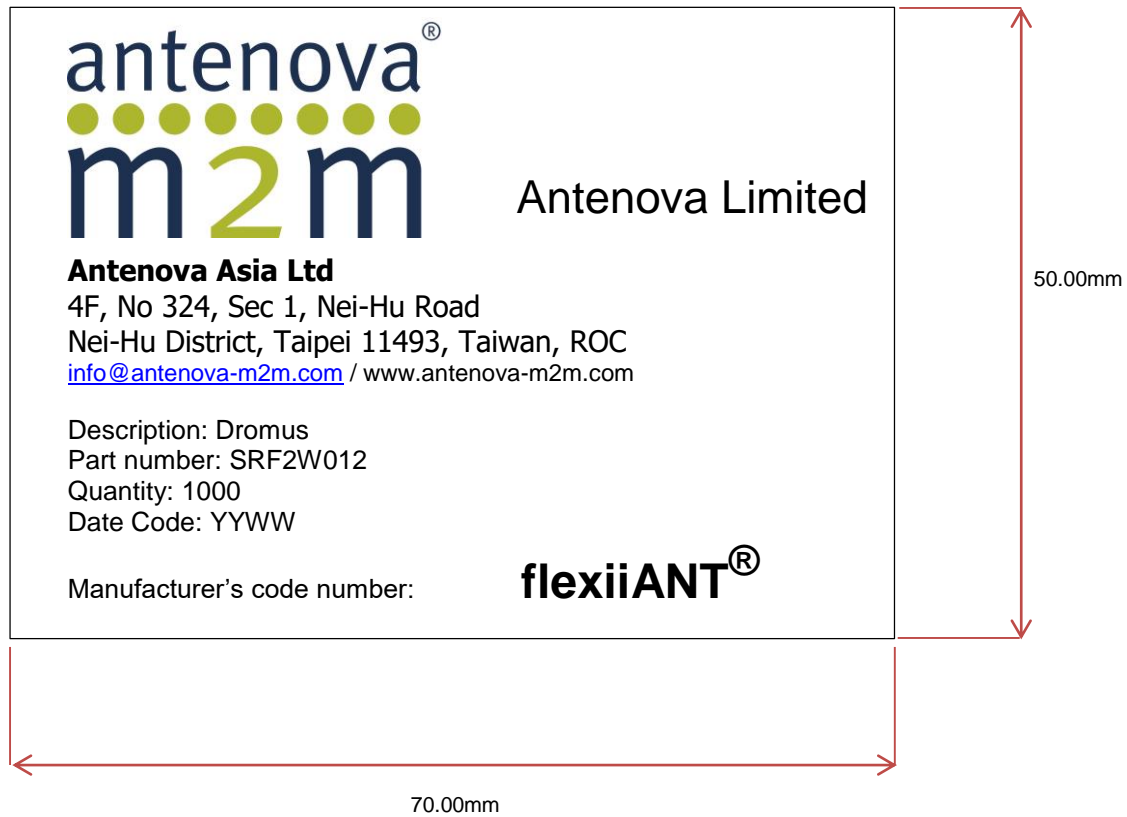 antenova®
m2m
Antenova Limited
Antenova Asia Ltd
4F, No 324, Sec 1, Nei-Hu Road
Nei-Hu District, Taipei 11493, Taiwan, ROC
info@antenova-m2m.com / www.antenova-m2m.com
Description: Dromus
Part number: SRF2W012
Quantity: 1000
Date Code: YYWW
Manufacturer’s code number: flexiiANT®
50.00mm
70.00mm